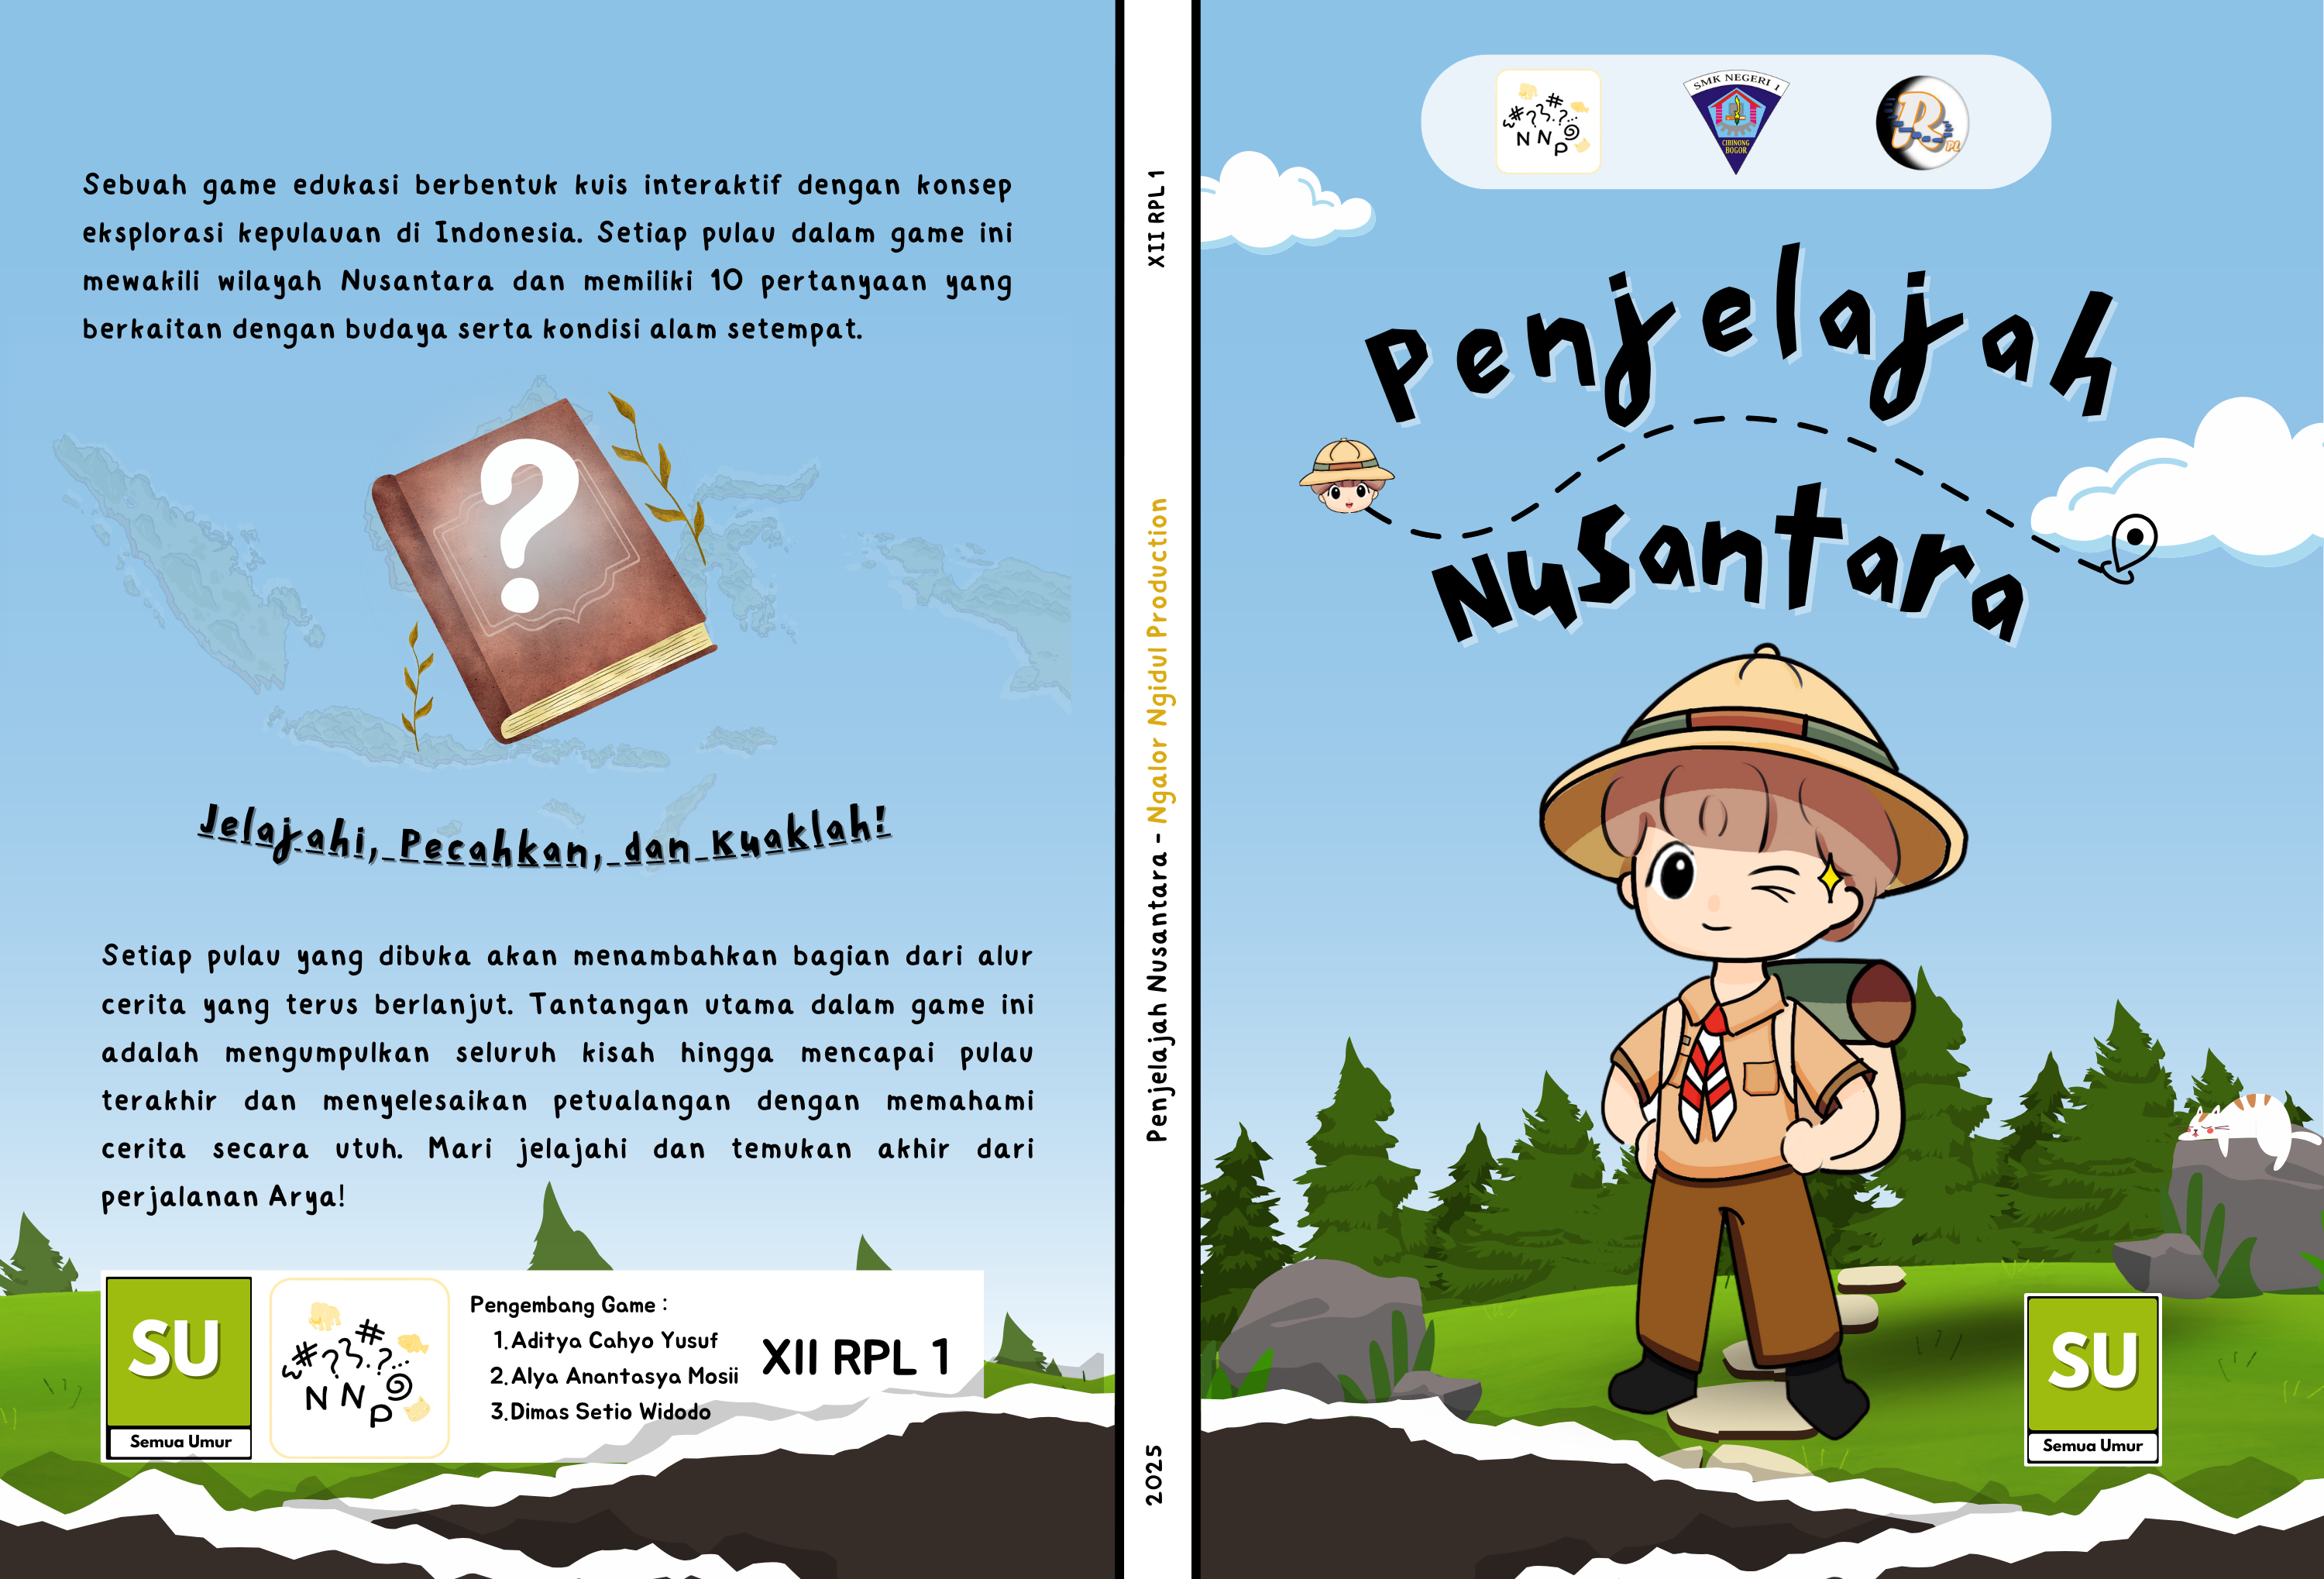 Sebuah game edukasi berbentuk kuis interaktif dengan konsep
eksplorasi kepulauan di Indonesia. Setiap pulau dalam game ini
mewakili wilayah Nusantara dan memiliki 10 pertanyaan yang
berkaitan dengan budaya serta kondisi alam setempat.
?
Jelajahi, Pecahkan, dan Kuaklah!
Setiap pulau yang dibuka akan menambahkan bagian dari alur
cerita yang terus berlanjut. Tantangan utama dalam game ini
adalah mengumpulkan seluruh kisah hingga mencapai pulau
terakhir dan menyelesaikan petualangan dengan memahami
cerita secara utuh. Mari jelajahi dan temukan akhir dari
perjalanan Arya!
SU
Semua Umur
#?
#
?..
N N P
Pengembang Game :
1. Aditya Cahyo Yusuf
2. Alya Anantasya Mosii
3. Dimas Setio Widodo
XII RPL 1
XII RPL 1
Penjelajah Nusantara - Ngalor Ngidul Production
2025
#?
#
?...
N N P
SMK NEGERI 1
CIBINONG
BOGOR
R
PL
Penjelajah
Nusantara
SU
Semua Umur